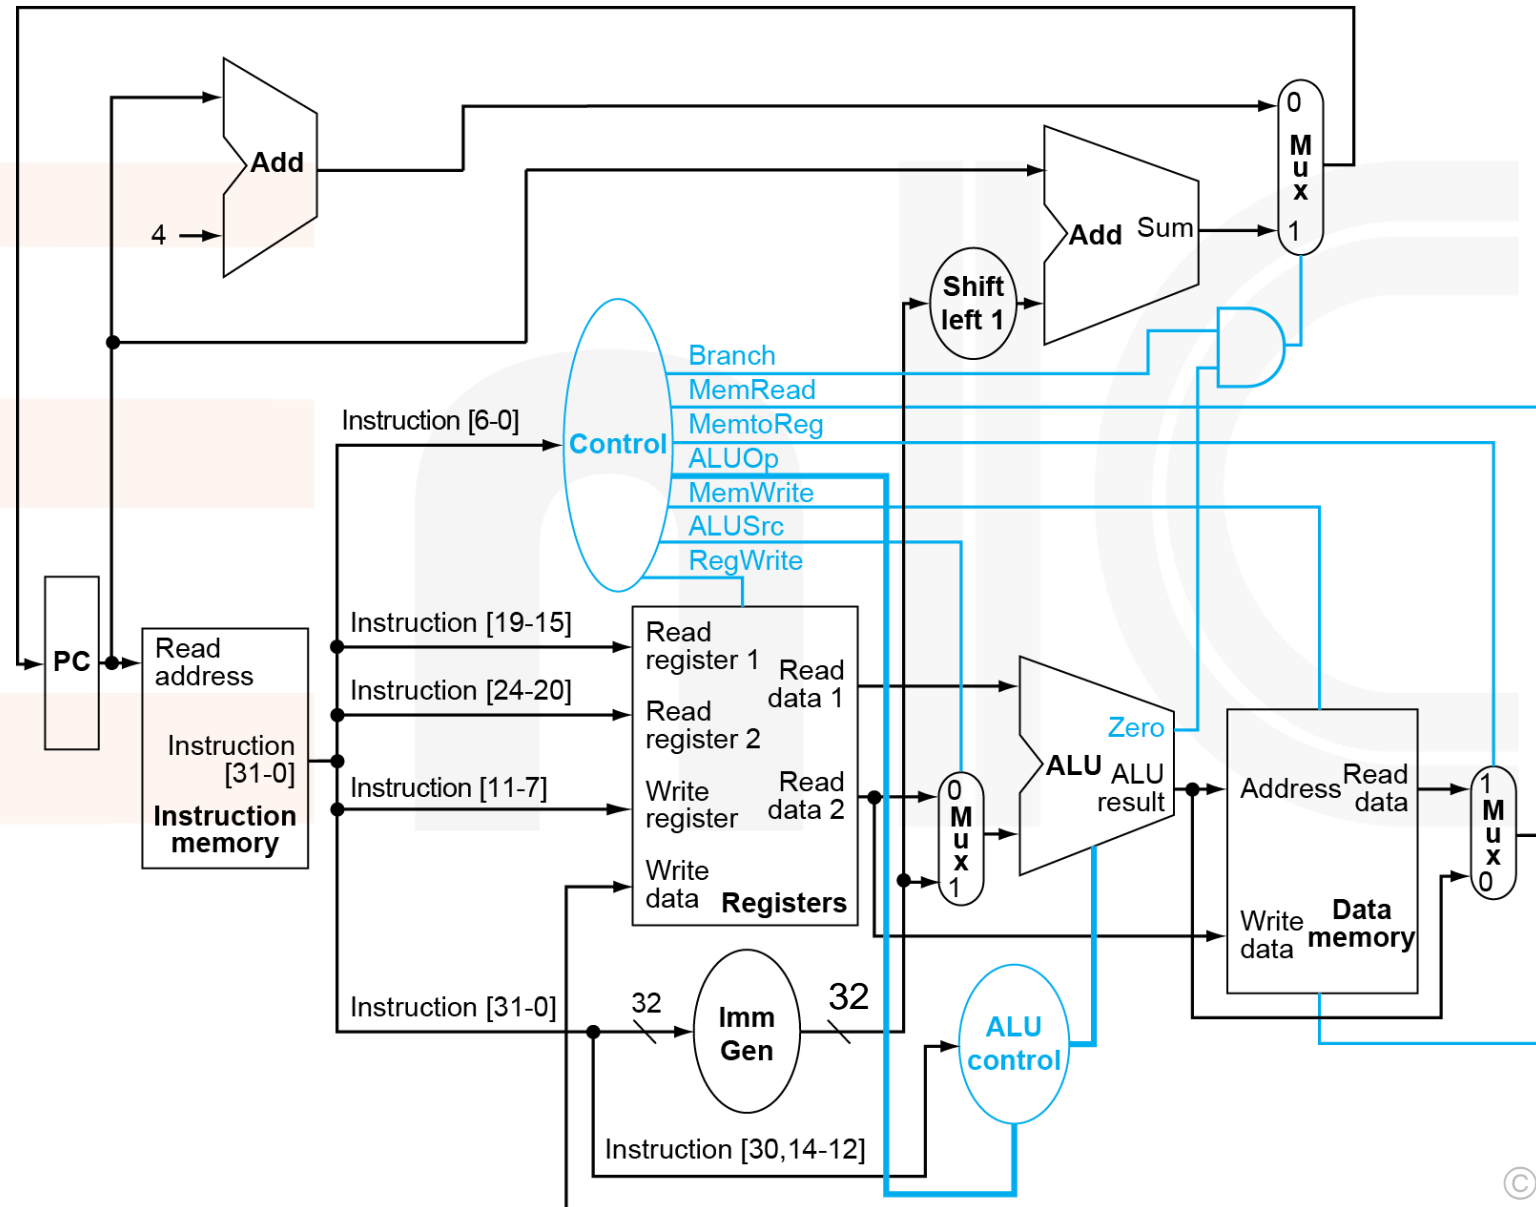 0
M
u
x
1
Add
4
Add
Sum
Shift
left 1
Branch
MemRead
MemtoReg
ALUOp
MemWrite
ALUSrc
RegWrite
Control
Instruction [6-0]
Instruction [19-15]
Instruction [24-20]
Instruction [11-7]
Instruction [31-0]
PC
Read
address
Instruction
[31-0]
Instruction
memory
Read
register 1
Read
register 2
Write
register
Write
data
Read
data 1
Read
data 2
Registers
0
M
u
x
1
Zero
ALU
ALU
result
Address
Read
data
Write
data
Data
memory
1
M
u
x
0
32
Imm
Gen
32
ALU
control
Instruction [30,14-12]
©